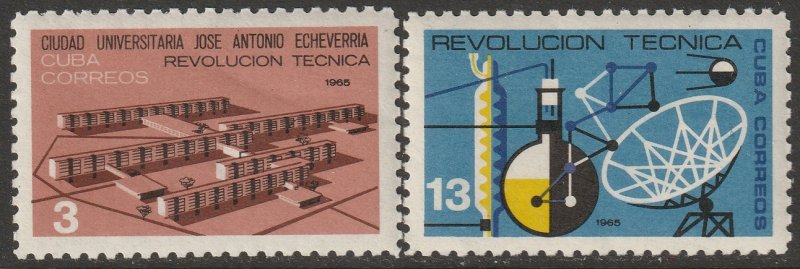 CIUDAD UNIVERSITARIA JOSE ANTONIO ECHEVERRIA
CUBA
CORREOS
REVOLUCION TECNICA
1965
3
REVOLUCION TECNICA
CUBA CORREOS
13
1965